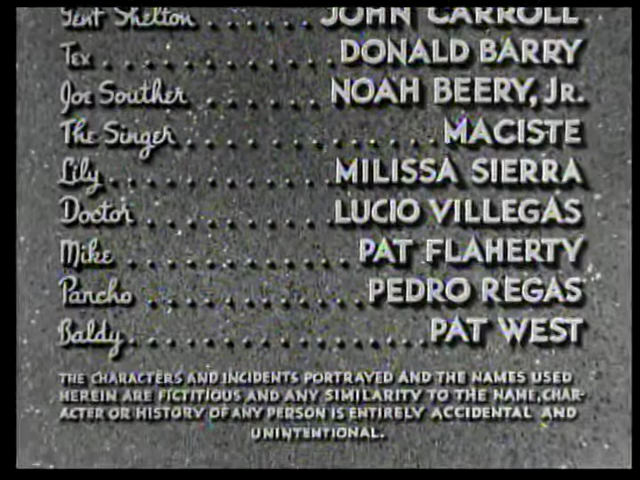 Gent Shelton . . . . . . JOHN CARROLL
Tex . . . . . . . . . . . . . DONALD BARRY
Joe Souther . . . . . . NOAH BEERY, JR.
The Singer . . . . . . . . . . . . . . MACISTE
Lily . . . . . . . . . . . . MILISSA SIERRA
Doctor . . . . . . . . . . LUCIO VILLEGAS
Mike . . . . . . . . . . . . . PAT FLAHERTY
Pancho . . . . . . . . . . . . PEDRO REGAS
Baldy . . . . . . . . . . . . . . . . . PAT WEST
THE CHARACTERS AND INCIDENTS PORTRAYED AND THE NAMES USED
HEREIN ARE FICTITIOUS AND ANY SIMILARITY TO THE NAME, CHAR-
ACTER OR HISTORY OF ANY PERSON IS ENTIRELY ACCIDENTAL AND
UNINTENTIONAL.